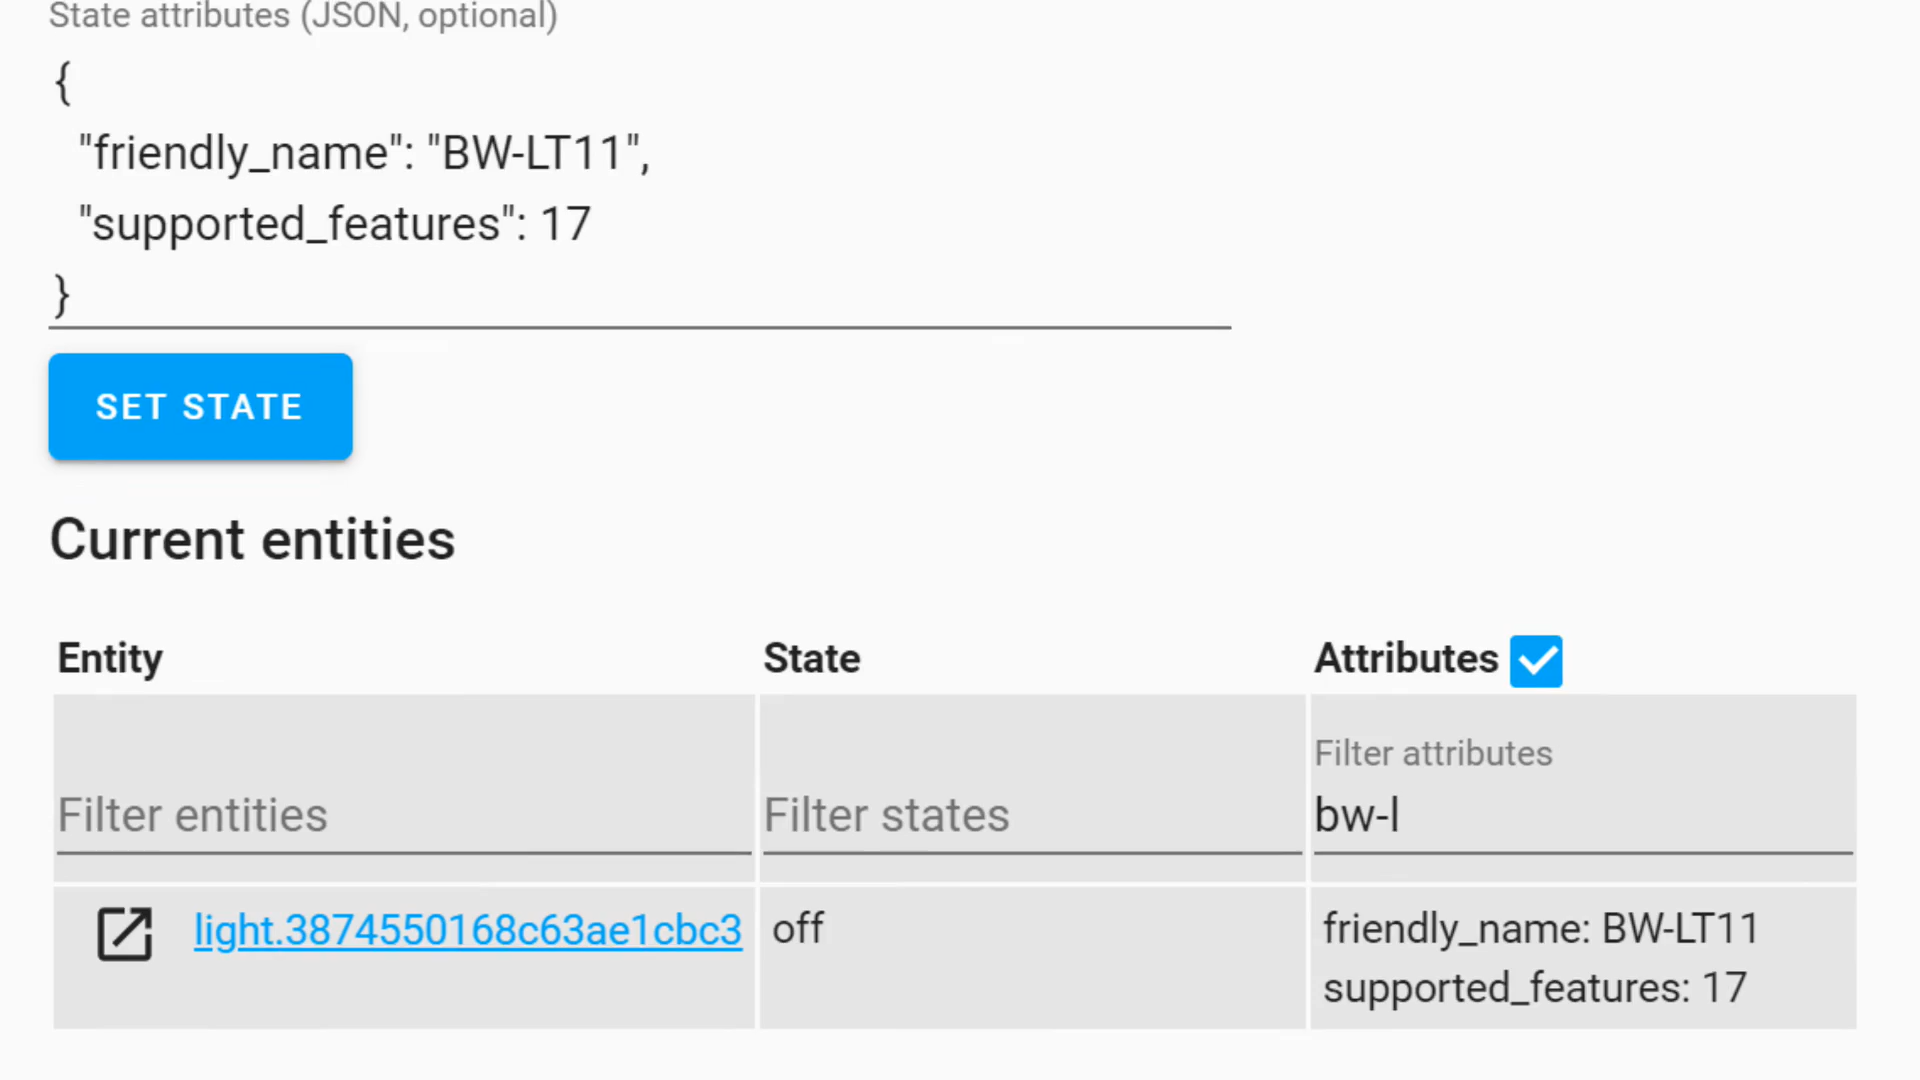 State attributes (JSON, optional)
{
"friendly_name": "BW-LT11",
"supported_features": 17
}
SET STATE
Current entities
Entity State Attributes
Filter attributes
Filter entities Filter states bw-l
light.3874550168c63ae1cbc3 off friendly_name: BW-LT11
supported_features: 17